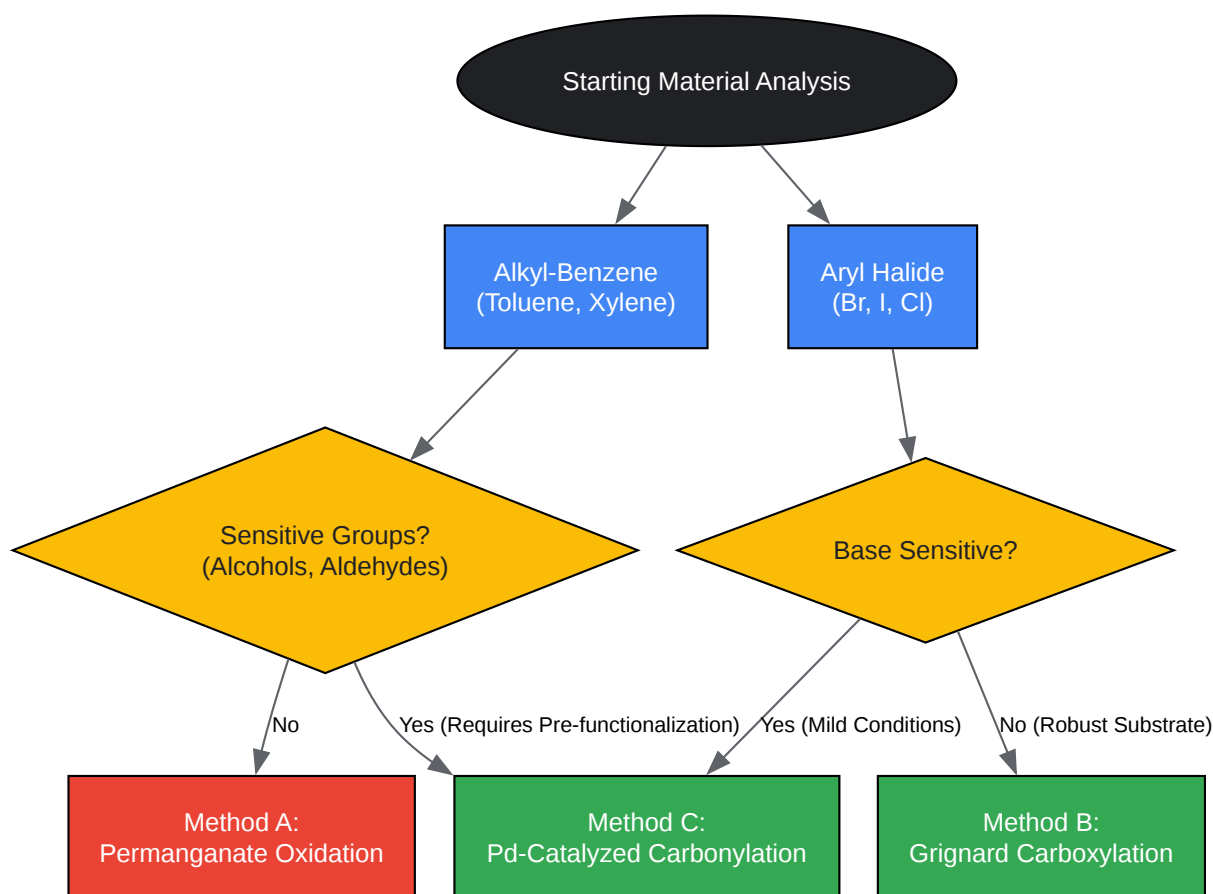 Starting Material Analysis
Alkyl-Benzene
(Toluene, Xylene)
Aryl Halide
(Br, I, Cl)
Sensitive Groups?
(Alcohols, Aldehydes)
Base Sensitive?
No
Yes (Requires Pre-functionalization)
Yes (Mild Conditions)
No (Robust Substrate)
Method A:
Permanganate Oxidation
Method C:
Pd-Catalyzed Carbonylation
Method B:
Grignard Carboxylation